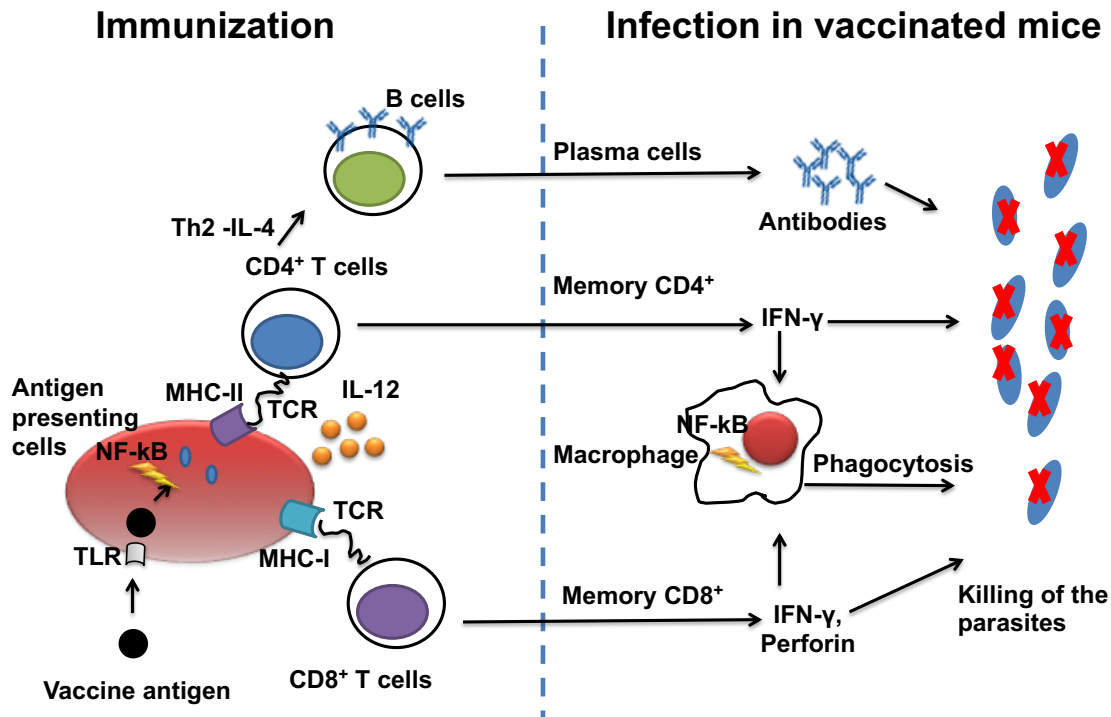 Immunization
Infection in vaccinated mice
B cells
Plasma cells
Antibodies
Th2 -IL-4
CD4⁺ T cells
Memory CD4⁺
IFN-γ
MHC-II
TCR
IL-12
Antigen
presenting
cells
NF-kB
NF-kB
Macrophage
Phagocytosis
TCR
MHC-I
TLR
Memory CD8⁺
IFN-γ,
Perforin
Killing of the
parasites
CD8⁺ T cells
Vaccine antigen